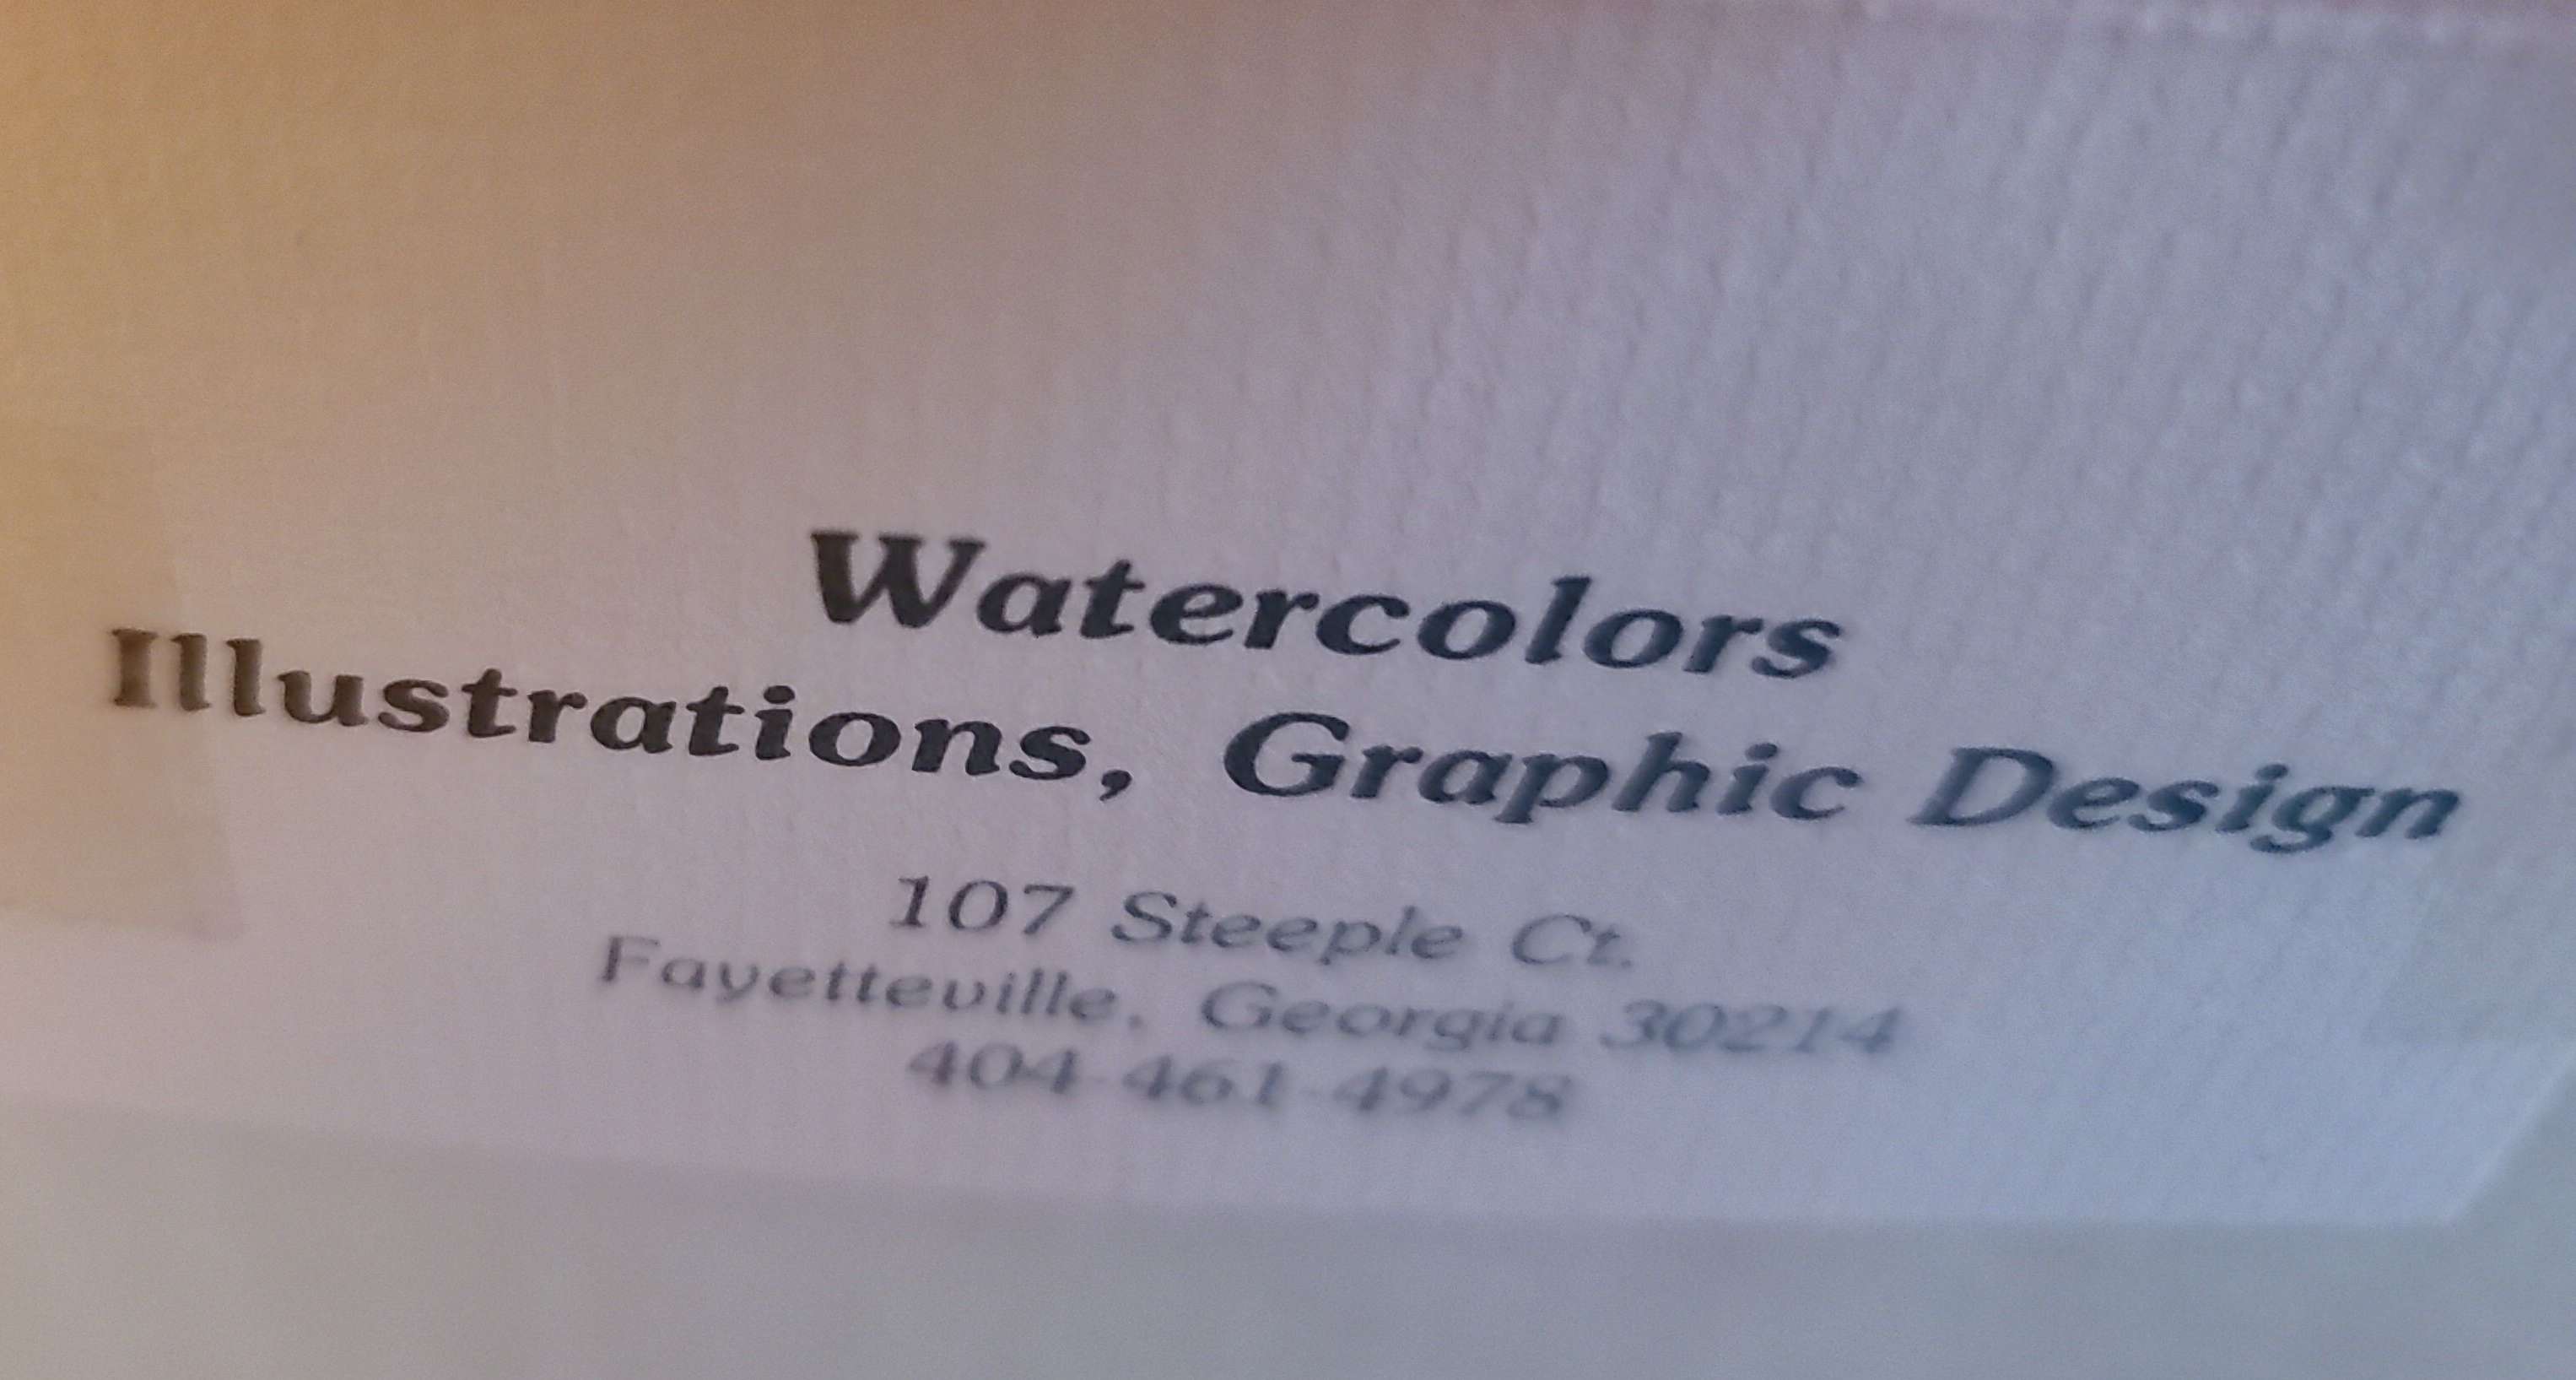 Watercolors
Illustrations, Graphic Design
107 Steeple Ct.
Fayetteville, Georgia 30214
404-461-4978